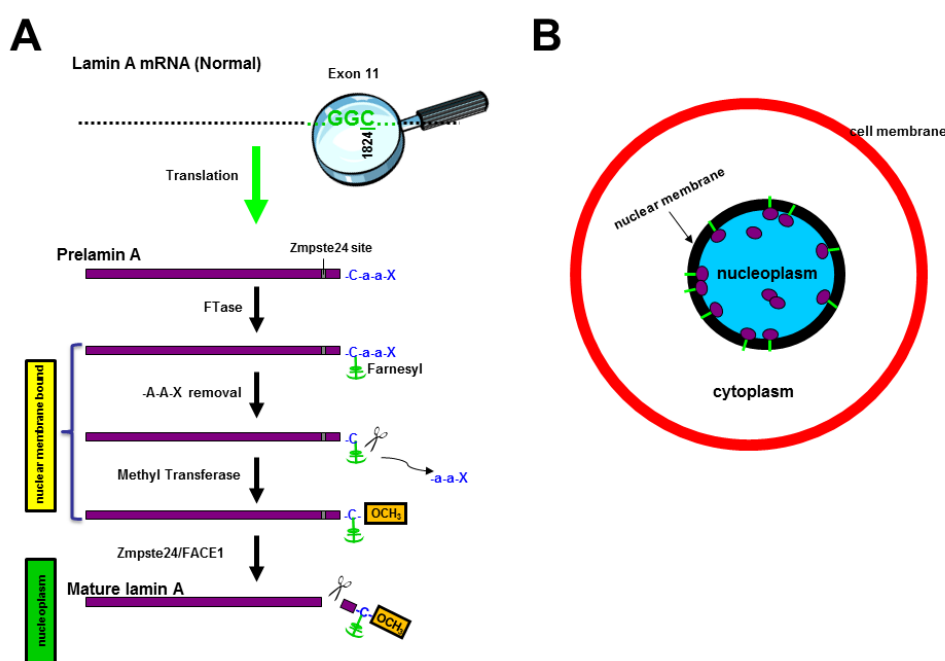 A
Lamin A mRNA (Normal)
Exon 11
GGC
1824
Translation
Zmpste24 site
Prelamin A
-C-a-a-X
FTase
-C-a-a-X
Farnesyl
-A-A-X removal
-C
-a-a-X
Methyl Transferase
-C-
OCH3
Zmpste24/FACE1
Mature lamin A
-C-
OCH3
nuclear membrane bound
nucleoplasm
B
cell membrane
nuclear membrane
nucleoplasm
cytoplasm